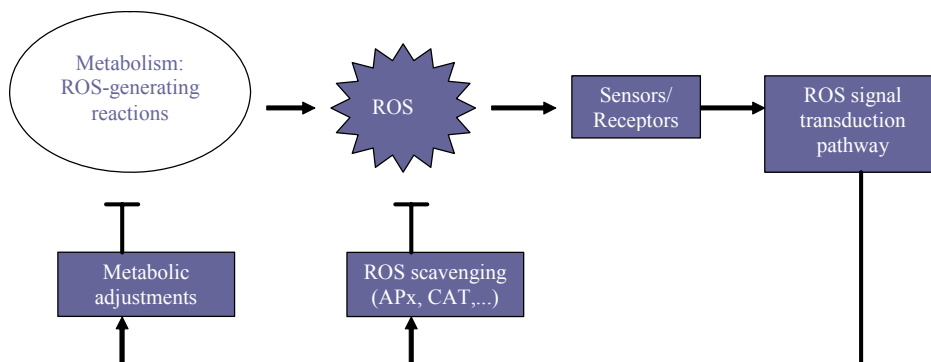 Metabolism:
ROS-generating
reactions
ROS
Sensors/
Receptors
ROS signal
transduction
pathway
Metabolic
adjustments
ROS scavenging
(APx, CAT,...)